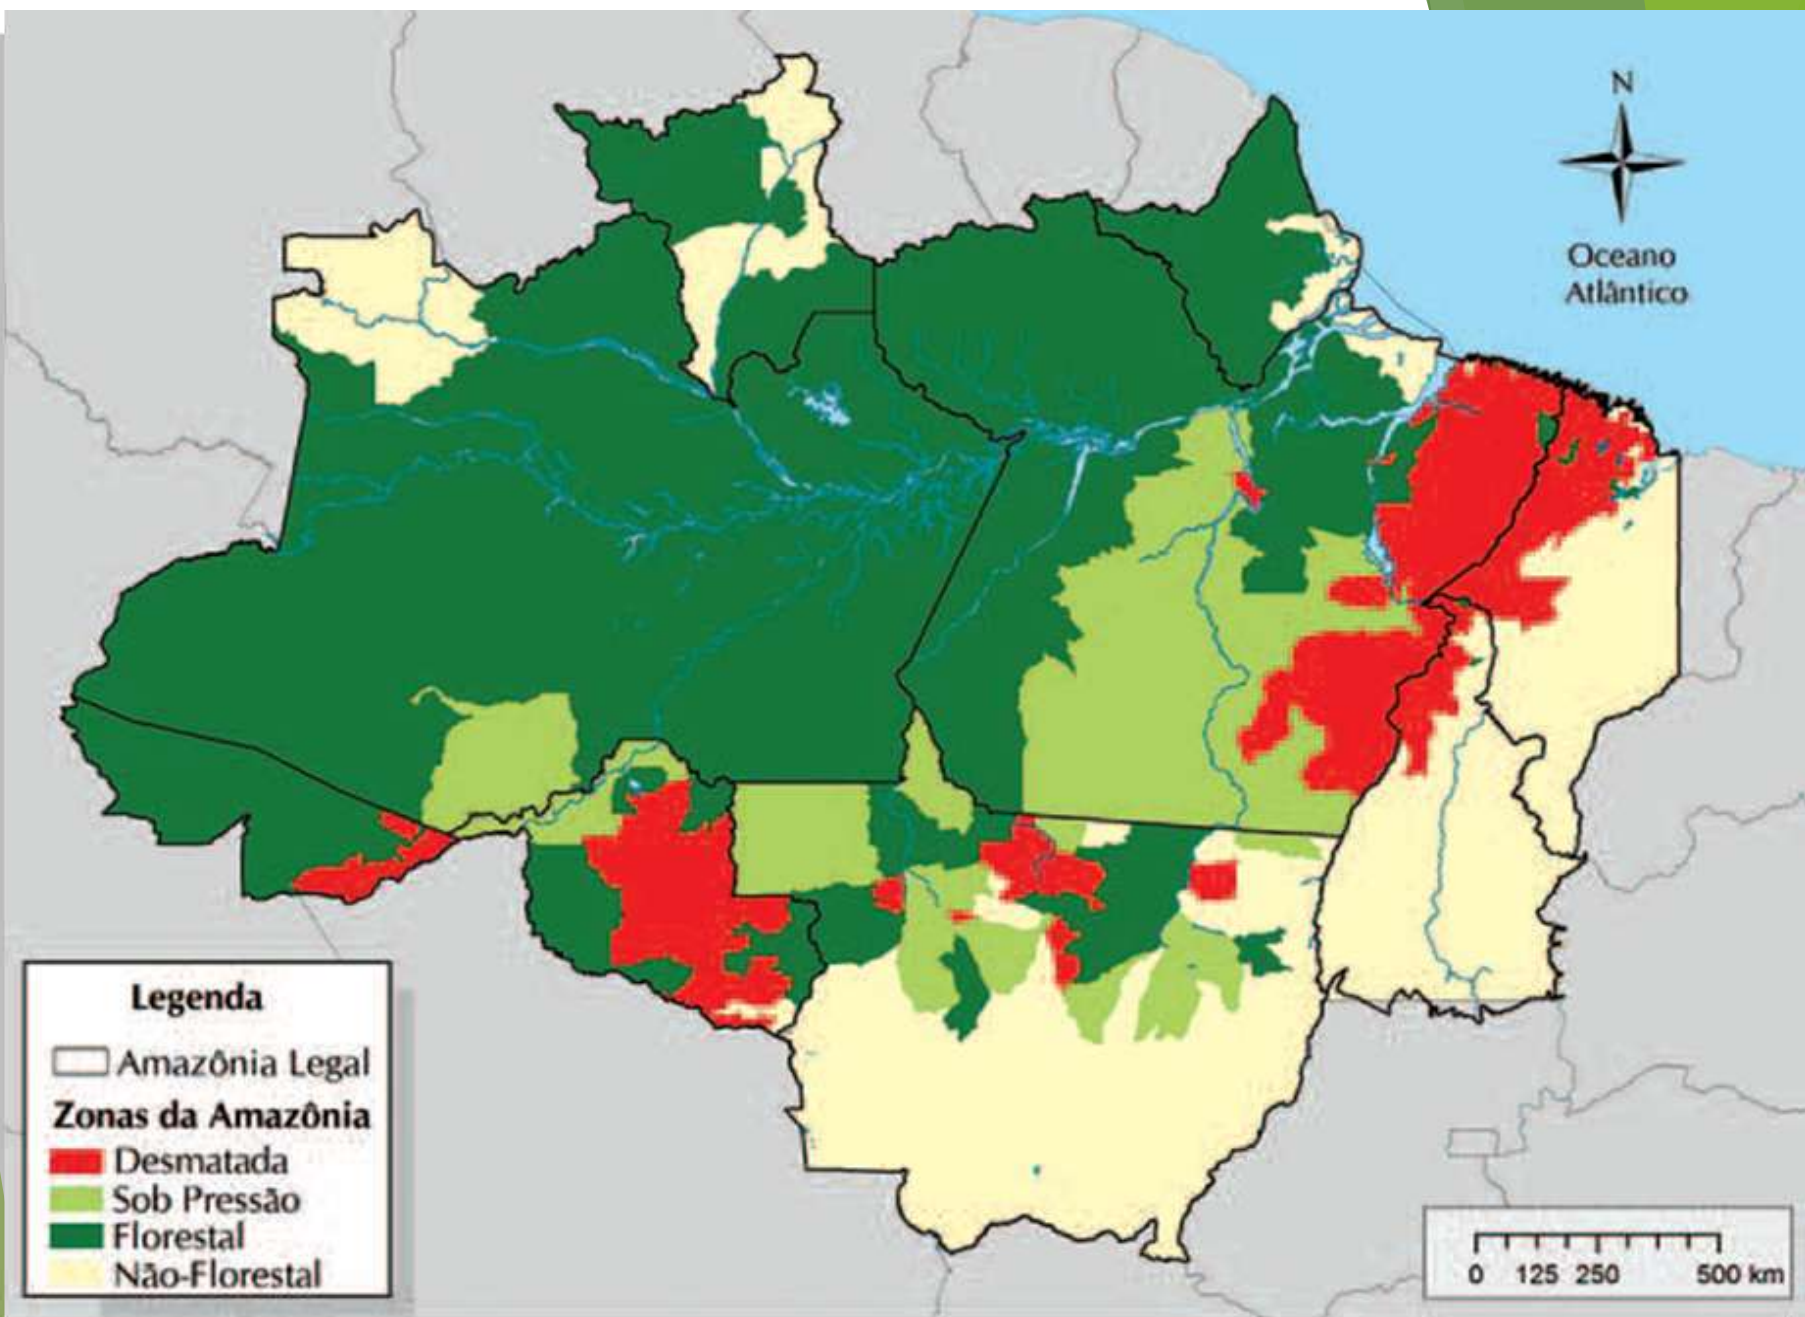 N
Oceano
Atlântico
Legenda
Amazônia Legal
Zonas da Amazônia
Desmatada
Sob Pressão
Florestal
Não-Florestal
0 125 250 500 km